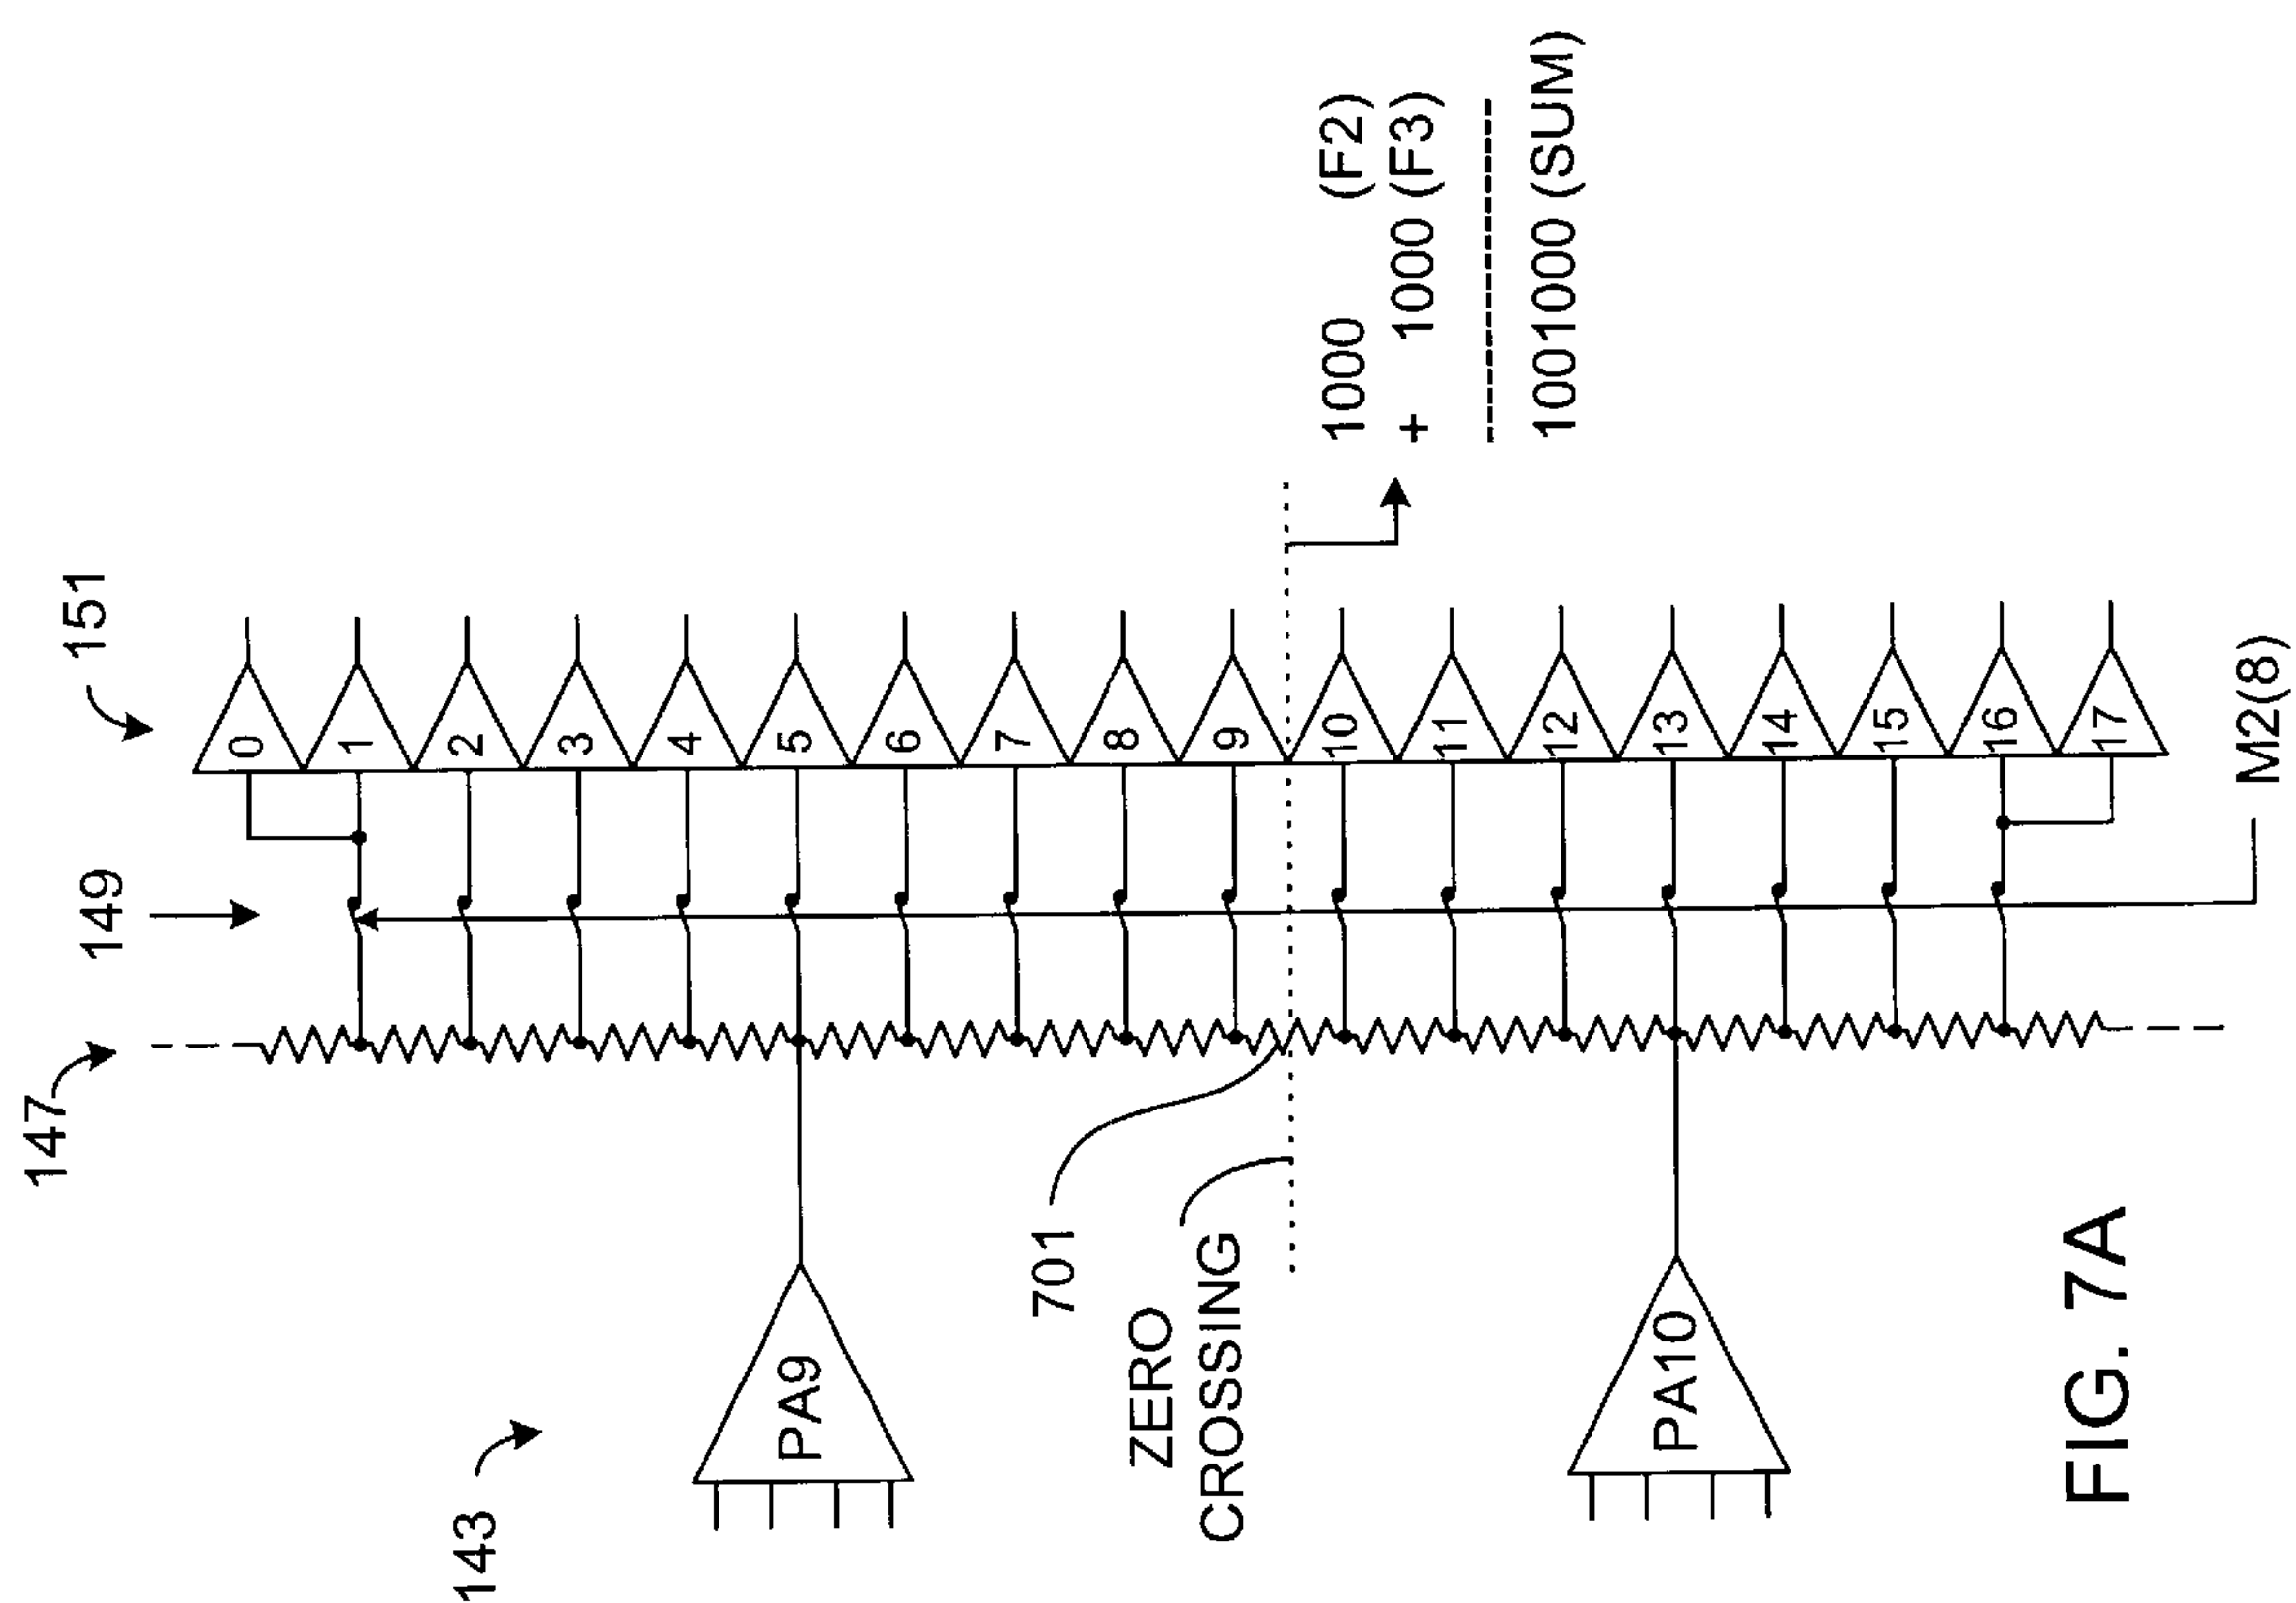 147
149
151
0
1
2
3
4
5
6
7
8
9
10
11
12
13
14
15
16
17
1000 (F2)
+ 1000 (F3)
-----------------------
1001000 (SUM)
143
PA9
701
ZERO
CROSSING
PA10
M2(8)
FIG. 7A